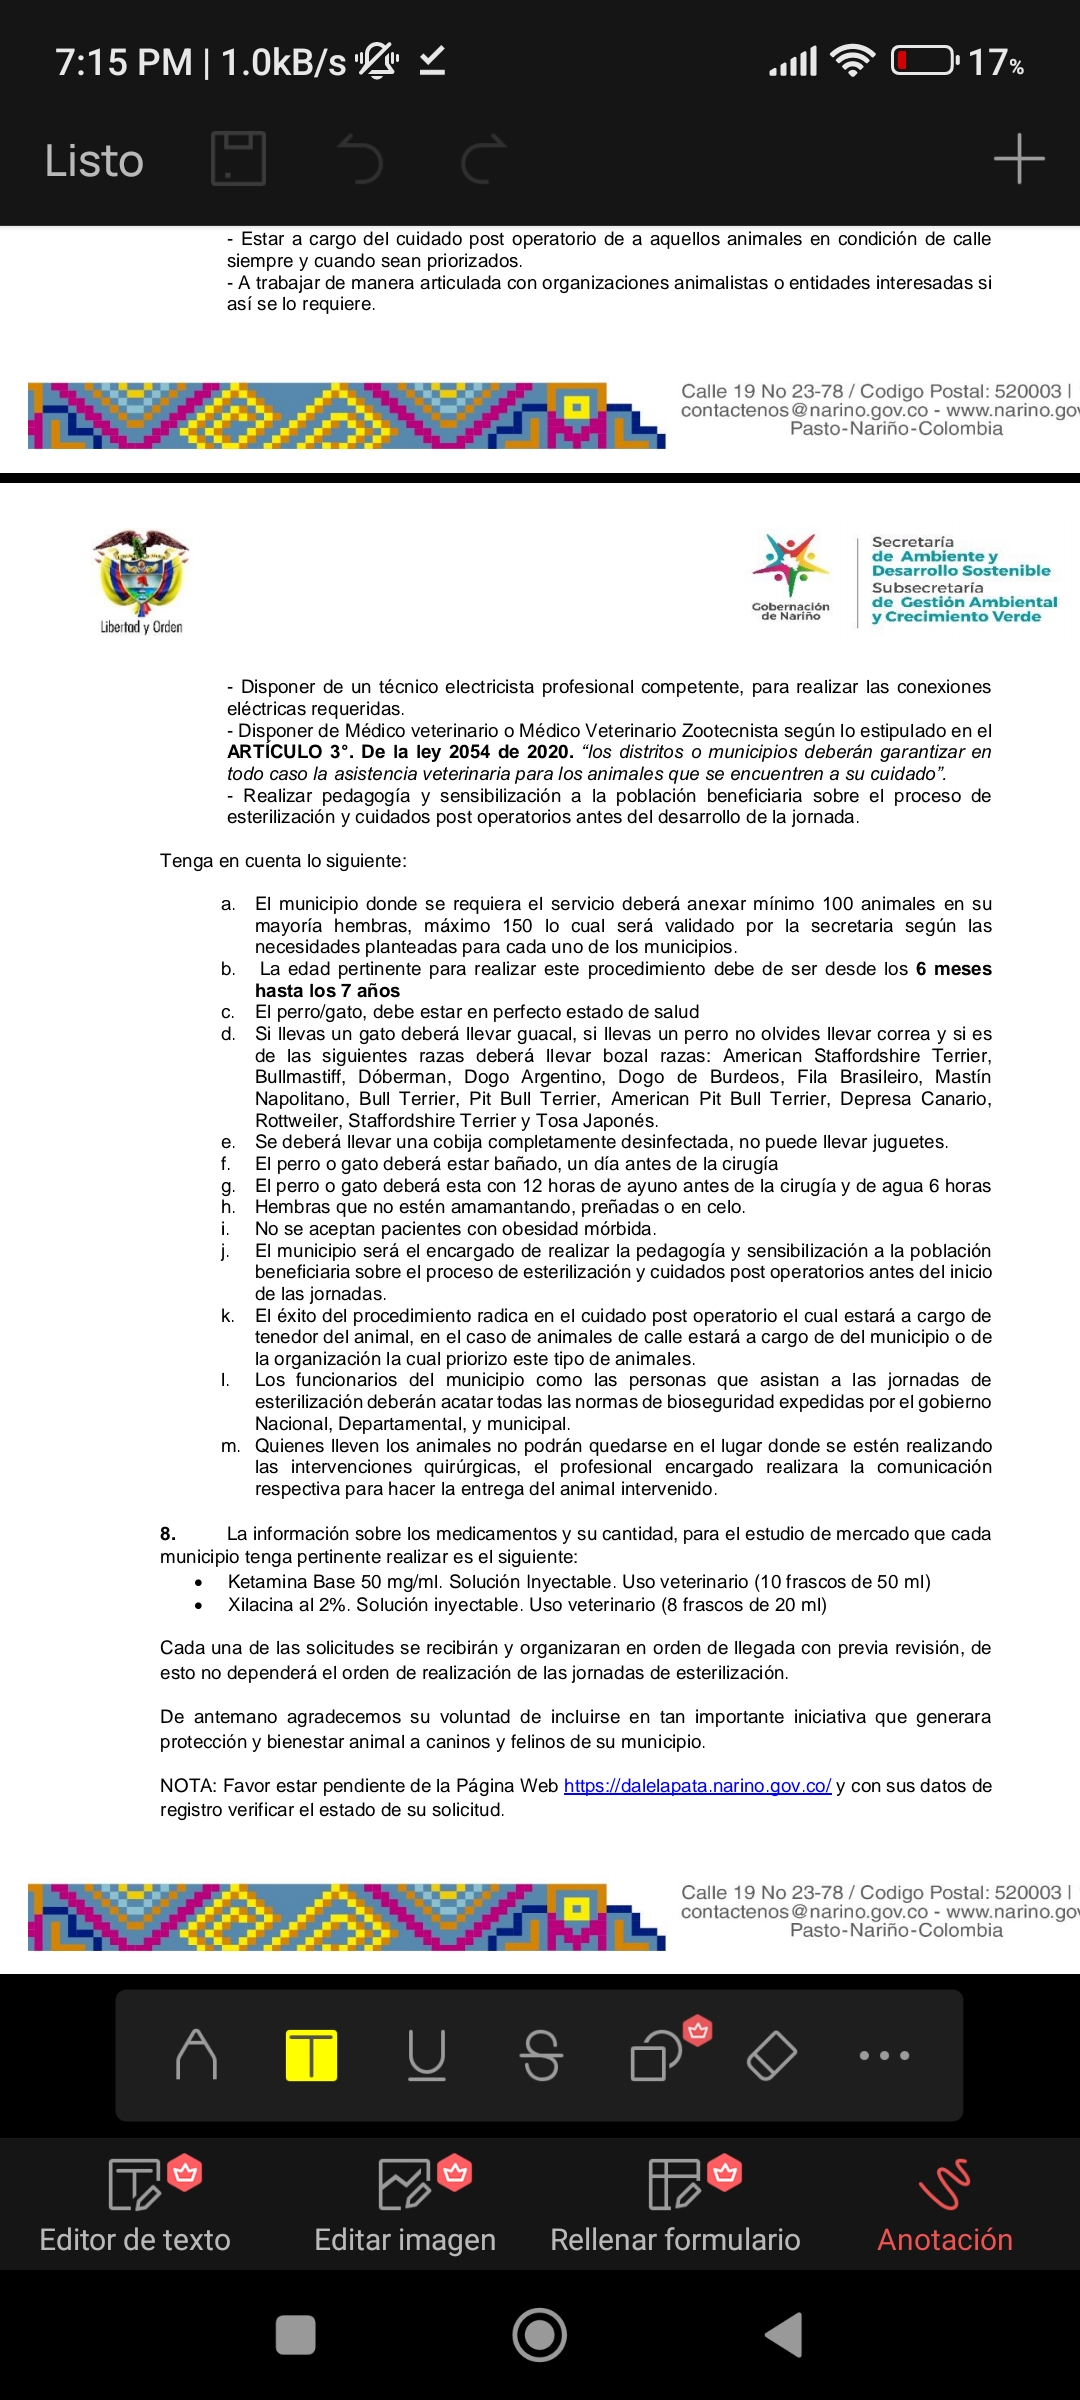 7:15 PM | 1.0kB/s
17%
Listo
- Estar a cargo del cuidado post operatorio de a aquellos animales en condición de calle
siempre y cuando sean priorizados.
- A trabajar de manera articulada con organizaciones animalistas o entidades interesadas si
así se lo requiere.
Calle 19 No 23-78 / Codigo Postal: 520003 |
contactenos@narino.gov.co - www.narino.gov
Pasto-Nariño-Colombia
Libertad y Orden
Gobernación
de Nariño
Secretaría
de Ambiente y
Desarrollo Sostenible
Subsecretaría
de Gestión Ambiental
y Crecimiento Verde
- Disponer de un técnico electricista profesional competente, para realizar las conexiones
eléctricas requeridas.
- Disponer de Médico veterinario o Médico Veterinario Zootecnista según lo estipulado en el
ARTÍCULO 3°. De la ley 2054 de 2020. “los distritos o municipios deberán garantizar en
todo caso la asistencia veterinaria para los animales que se encuentren a su cuidado”.
- Realizar pedagogía y sensibilización a la población beneficiaria sobre el proceso de
esterilización y cuidados post operatorios antes del desarrollo de la jornada.
Tenga en cuenta lo siguiente:
a. El municipio donde se requiera el servicio deberá anexar mínimo 100 animales en su
mayoría hembras, máximo 150 lo cual será validado por la secretaria según las
necesidades planteadas para cada uno de los municipios.
b. La edad pertinente para realizar este procedimiento debe de ser desde los 6 meses
hasta los 7 años
c. El perro/gato, debe estar en perfecto estado de salud
d. Si llevas un gato deberá llevar guacal, si llevas un perro no olvides llevar correa y si es
de las siguientes razas deberá llevar bozal razas: American Staffordshire Terrier,
Bullmastiff, Dóberman, Dogo Argentino, Dogo de Burdeos, Fila Brasileiro, Mastín
Napolitano, Bull Terrier, Pit Bull Terrier, American Pit Bull Terrier, Depresa Canario,
Rottweiler, Staffordshire Terrier y Tosa Japonés.
e. Se deberá llevar una cobija completamente desinfectada, no puede llevar juguetes.
f. El perro o gato deberá estar bañado, un día antes de la cirugía
g. El perro o gato deberá esta con 12 horas de ayuno antes de la cirugía y de agua 6 horas
h. Hembras que no estén amamantando, preñadas o en celo.
i. No se aceptan pacientes con obesidad mórbida.
j. El municipio será el encargado de realizar la pedagogía y sensibilización a la población
beneficiaria sobre el proceso de esterilización y cuidados post operatorios antes del inicio
de las jornadas.
k. El éxito del procedimiento radica en el cuidado post operatorio el cual estará a cargo de
tenedor del animal, en el caso de animales de calle estará a cargo de del municipio o de
la organización la cual priorizo este tipo de animales.
l. Los funcionarios del municipio como las personas que asistan a las jornadas de
esterilización deberán acatar todas las normas de bioseguridad expedidas por el gobierno
Nacional, Departamental, y municipal.
m. Quienes lleven los animales no podrán quedarse en el lugar donde se estén realizando
las intervenciones quirúrgicas, el profesional encargado realizara la comunicación
respectiva para hacer la entrega del animal intervenido.
8. La información sobre los medicamentos y su cantidad, para el estudio de mercado que cada
municipio tenga pertinente realizar es el siguiente:
• Ketamina Base 50 mg/ml. Solución Inyectable. Uso veterinario (10 frascos de 50 ml)
• Xilacina al 2%. Solución inyectable. Uso veterinario (8 frascos de 20 ml)
Cada una de las solicitudes se recibirán y organizaran en orden de llegada con previa revisión, de
esto no dependerá el orden de realización de las jornadas de esterilización.
De antemano agradecemos su voluntad de incluirse en tan importante iniciativa que generara
protección y bienestar animal a caninos y felinos de su municipio.
NOTA: Favor estar pendiente de la Página Web https://dalelapata.narino.gov.co/ y con sus datos de
registro verificar el estado de su solicitud.
Calle 19 No 23-78 / Codigo Postal: 520003 |
contactenos@narino.gov.co - www.narino.gov
Pasto-Nariño-Colombia
Editor de texto
Editar imagen
Rellenar formulario
Anotación